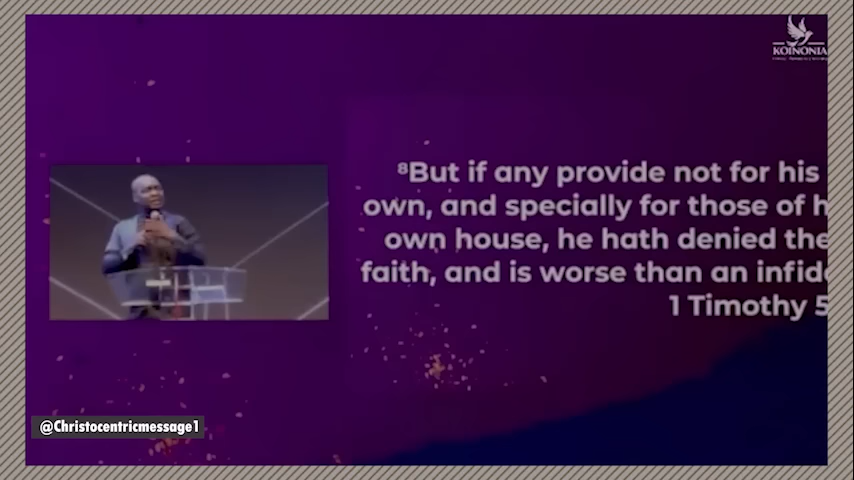 KOINONIA
⁸But if any provide not for his
own, and specially for those of h
own house, he hath denied the
faith, and is worse than an infid
1 Timothy 5
@Christocentricmessage1